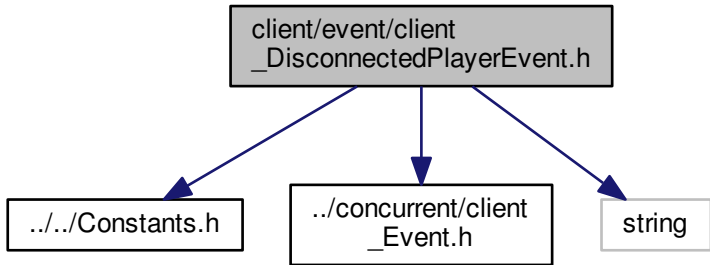 client/event/client
_DisconnectedPlayerEvent.h
../../Constants.h
../concurrent/client
_Event.h
string